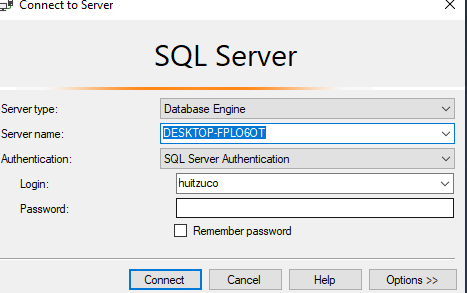 Connect to Server
SQL Server
Server type: Database Engine
Server name: DESKTOP-FPLO6OT
Authentication: SQL Server Authentication
Login: huitzuco
Password:
Remember password
Connect Cancel Help Options >>